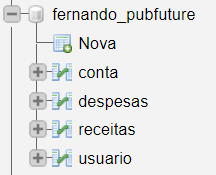 fernando_pubfuture
Nova
conta
despesas
receitas
usuario